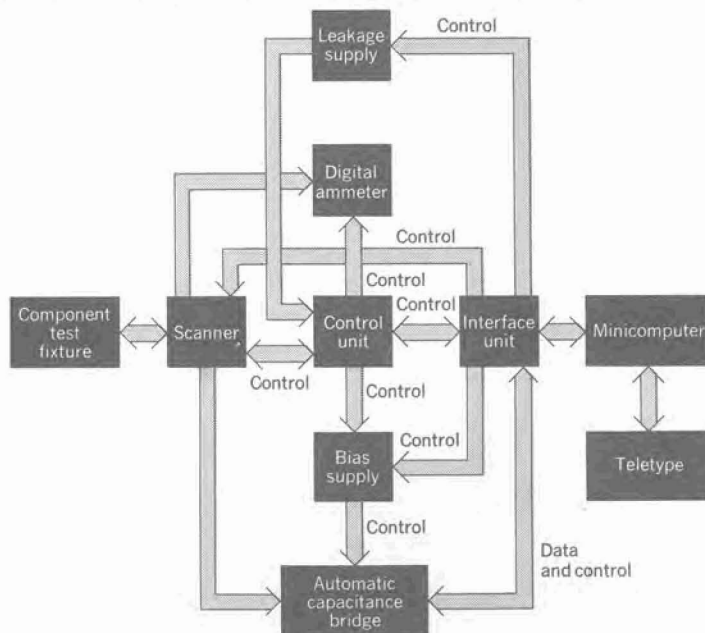 Leakage
supply
Control
Digital
ammeter
Control
Control
Control
Component
test
fixture
Scanner
Control
unit
Interface
unit
Minicomputer
Control
Control
Control
Bias
supply
Teletype
Control
Data
and control
Automatic
capacitance
bridge